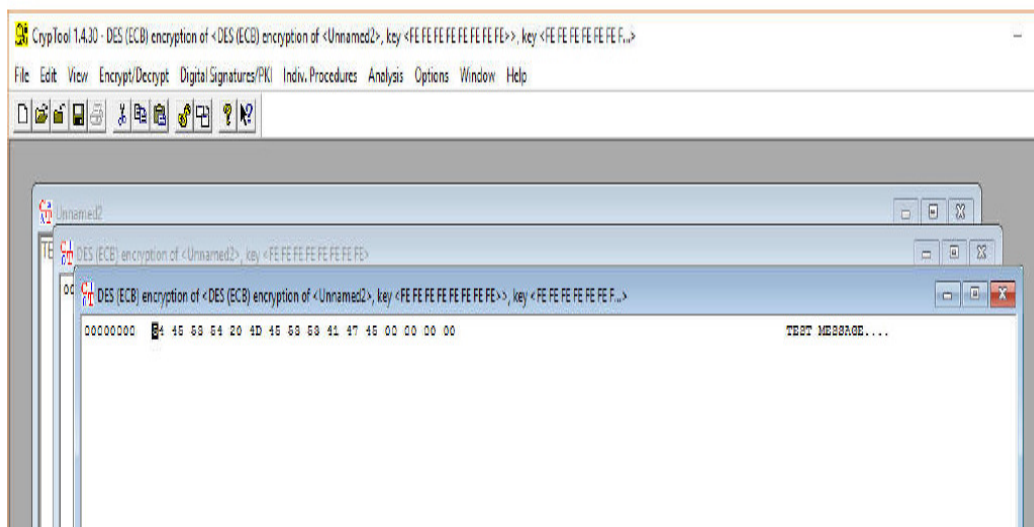 CrypTool 1.4.30 - DES (ECB) encryption of <DES (ECB) encryption of <Unnamed2>, key <FE FE FE FE FE FE FE FE>>, key <FE FE FE FE FE FE F...>
File Edit View Encrypt/Decrypt Digital Signatures/PKI Indiv. Procedures Analysis Options Window Help
Unnamed2
TE
DES (ECB) encryption of <Unnamed2>, key <FE FE FE FE FE FE FE FE>
00
DES (ECB) encryption of <DES (ECB) encryption of <Unnamed2>, key <FE FE FE FE FE FE FE FE>>, key <FE FE FE FE FE FE F...>
00000000 54 45 53 54 20 4D 45 53 53 41 47 45 00 00 00 00 TEST MESSAGE....